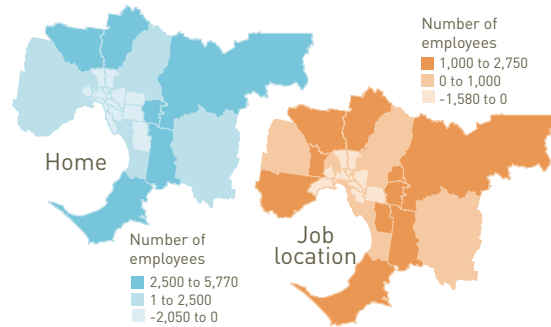 Number of
employees
1,000 to 2,750
0 to 1,000
-1,580 to 0
Home
Job
location
Number of
employees
2,500 to 5,770
1 to 2,500
-2,050 to 0